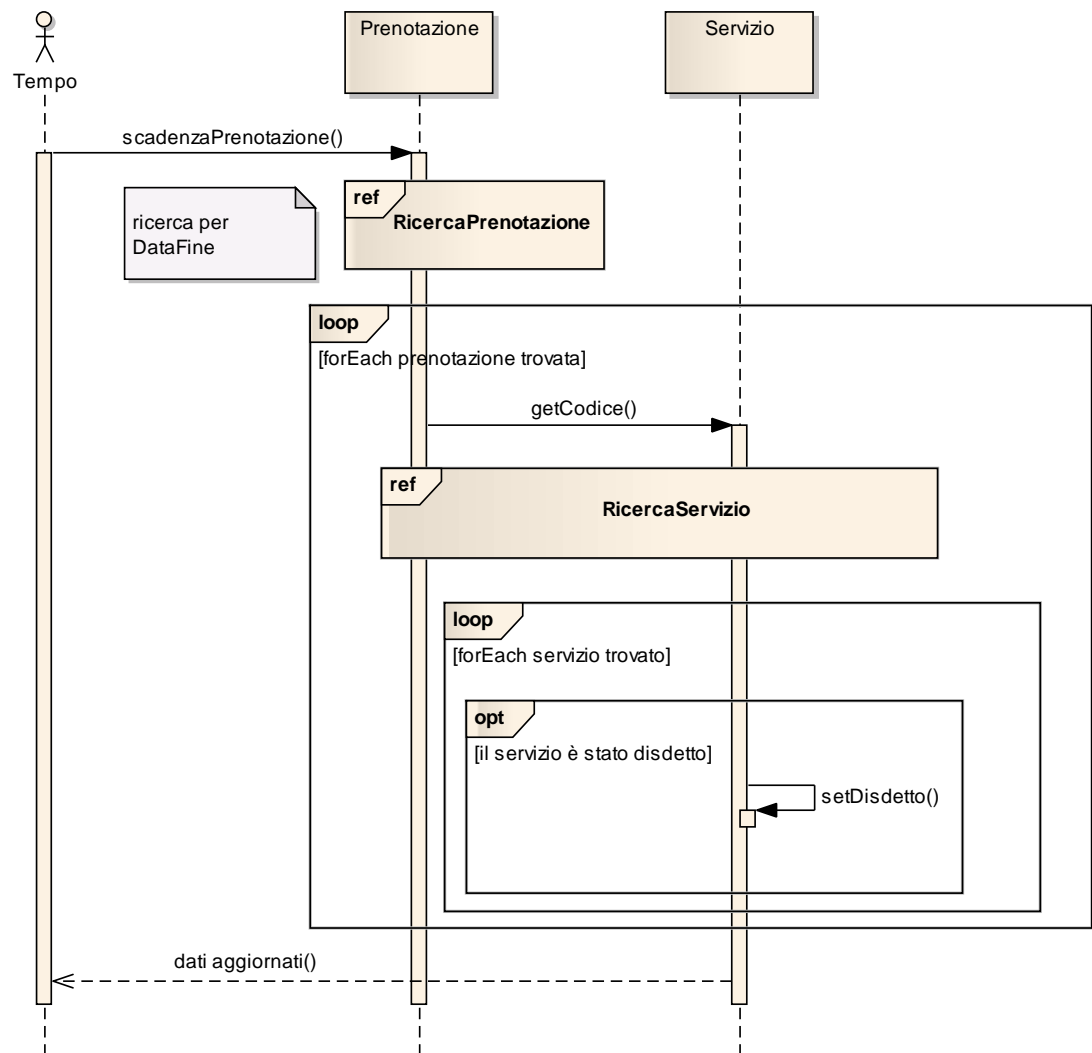 Tempo
Prenotazione
Servizio
scadenzaPrenotazione()
ricerca per
DataFine
ref
RicercaPrenotazione
loop
[forEach prenotazione trovata]
getCodice()
ref
RicercaServizio
loop
[forEach servizio trovato]
opt
[il servizio è stato disdetto]
setDisdetto()
dati aggiornati()